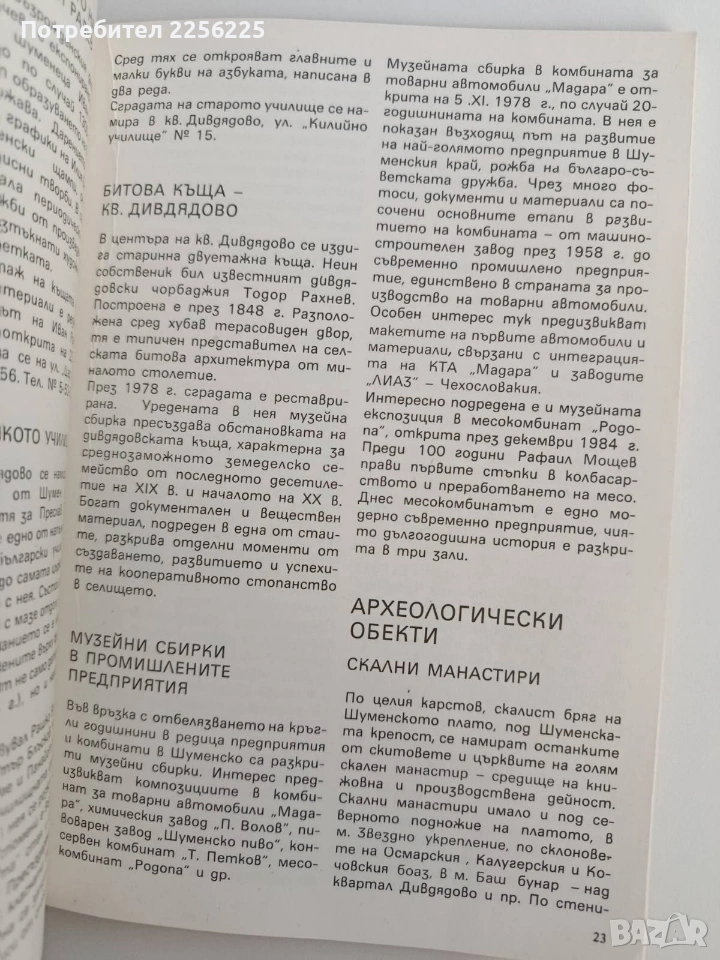 Потребител 2256225
Сред тях се открояват главните и
малки букви на азбуката, написана в
два реда.
Сградата на старото училище се на-
мира в кв. Дивдядово, ул. „Килийно
училище" № 15.
БИТОВА КЪЩА –
КВ. ДИВДЯДОВО
В центъра на кв. Дивдядово се изди-
га старинна двуетажна къща. Неин
собственик бил известният дивдя-
довски чорбаджия Тодор Рахнев.
Построена е през 1848 г. Разполо-
жена сред хубав терасовиден двор,
тя е типичен представител на сел-
ската битова архитектура от ми-
налото столетие.
През 1978 г. сградата е реставри-
рана. Уредената в нея музейна
сбирка пресъздава обстановката на
дивдядовската къща, характерна за
среднозаможното земеделско се-
мейство от последното десетиле-
тие на XIX в. и началото на XX в.
Богат документален и веществен
материал, подреден в една от стаи-
те, разкрива отделни моменти от
създаването, развитието и успехи-
те на кооперативното стопанство
в селището.
МУЗЕЙНИ СБИРКИ
В ПРОМИШЛЕНИТЕ
ПРЕДПРИЯТИЯ
Във връзка с отбелязването на кръг-
ли годишнини в редица предприятия
и комбинати в Шуменско са разкри-
ти музейни сбирки. Интерес пред-
извикват композициите в комби-
нат за товарни автомобили „Мада-
ра", химическия завод „П. Волов", пи-
воварен завод „Шуменско пиво", кон-
сервен комбинат „Т. Петков", месо-
комбинат „Родопа" и др.
Музейната сбирка в комбината за
товарни автомобили „Мадара" е от-
крита на 5 .XI. 1978 г., по случай 20-
годишнината на комбината. В нея е
показан възходящ път на развитие
на най-голямото предприятие в Шу-
менския край, рожба на българо-съ-
ветската дружба. Чрез много фо-
тоси, документи и материали са по-
сочени основните етапи в разви-
тието на комбината – от машино-
строителен завод през 1958 г. до
съвременно промишлено предприя-
тие, единствено в страната за про-
изводство на товарни автомобили.
Особен интерес тук предизвикват
макетите на първите автомобили и
материали, свързани с интеграция-
та на КТА „Мадара" и заводите
„ЛИАЗ" – Чехословакия.
Интересно подредена е и музейната
експозиция в месокомбинат „Родо-
па", открита през декември 1984 г.
Преди 100 години Рафаил Мощев
прави първите стъпки в колбасар-
ството и преработването на месо.
Днес месокомбинатът е едно мо-
дерно съвременно предприятие, чия-
то дългогодишна история е разкри-
та в три зали.
АРХЕОЛОГИЧЕСКИ
ОБЕКТИ
СКАЛНИ МАНАСТИРИ
По целия карстов, скалист бряг на
Шуменското плато, под Шуменска-
та крепост, се намират останките
от скитовете и църквите на голям
скален манастир – средище на кни-
жовна и производствена дейност.
Скални манастири имало и под се-
верното подножие на платото, в
м. Звездно укрепление, по склонове-
те на Осмарския , Калугерския и Ко-
човския боаз, в м. Баш бунар – над
квартал Дивдядово и пр. По стени-
23
BAZAR